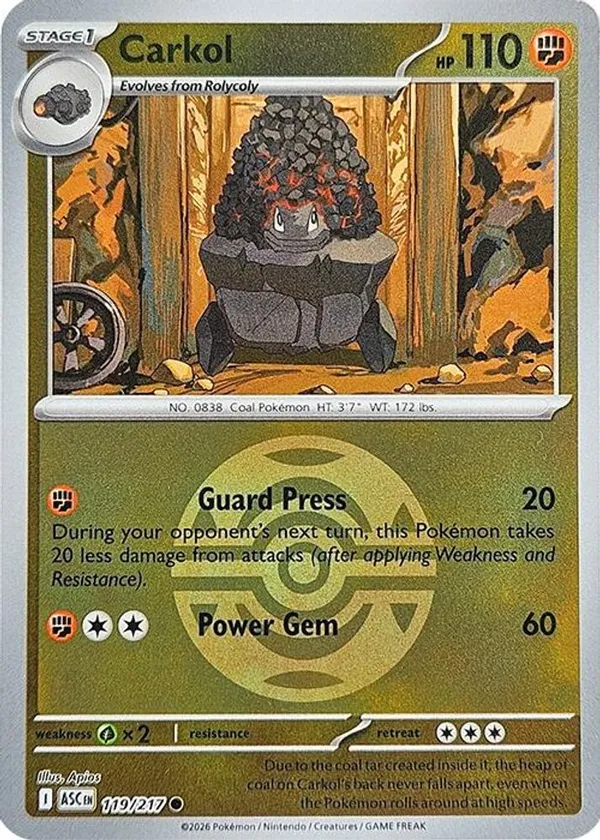 STAGE 1
Carkol
HP 110
Evolves from Rolycoly
NO. 0838 Coal Pokémon HT: 3'7" WT: 172 lbs.
Guard Press 20
During your opponent's next turn, this Pokémon takes
20 less damage from attacks (after applying Weakness and
Resistance).
Power Gem 60
weakness ×2 resistance retreat
Illus. Apios
Due to the coal tar created inside it, the heap of
coal on Carkol's back never falls apart, even when
the Pokémon rolls around at high speeds.
I ASC EN 119/217
©2026 Pokémon / Nintendo / Creatures / GAME FREAK